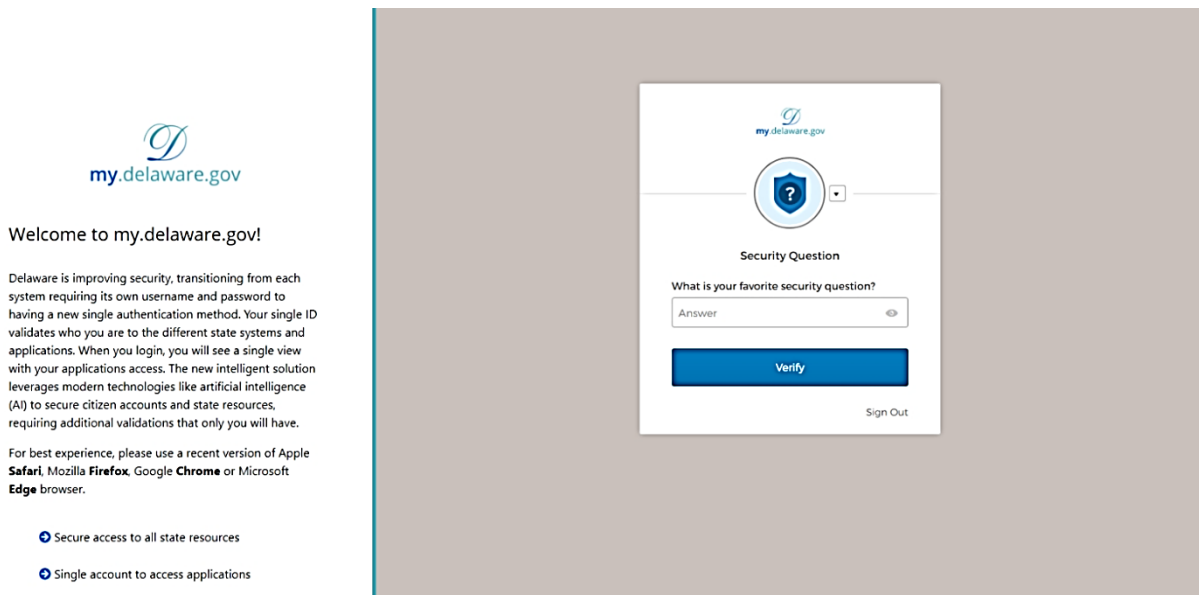 my.delaware.gov
Welcome to my.delaware.gov!
Delaware is improving security, transitioning from each
system requiring its own username and password to
having a new single authentication method. Your single ID
validates who you are to the different state systems and
applications. When you login, you will see a single view
with your applications access. The new intelligent solution
leverages modern technologies like artificial intelligence
(AI) to secure citizen accounts and state resources,
requiring additional validations that only you will have.
For best experience, please use a recent version of Apple
Safari, Mozilla Firefox, Google Chrome or Microsoft
Edge browser.
Secure access to all state resources
Single account to access applications
my.delaware.gov
?
Security Question
What is your favorite security question?
Answer
Verify
Sign Out